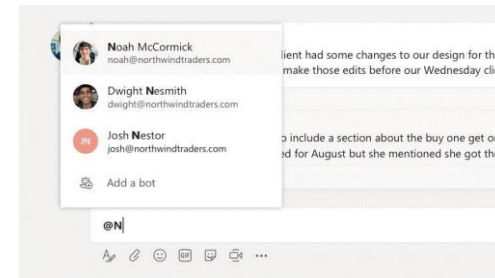 Noah McCormick
noah@northwindtraders.com
lient had some changes to our design for th
make those edits before our Wednesday cli
Dwight Nesmith
dwight@northwindtraders.com
JN
Josh Nestor
josh@northwindtraders.com
o include a section about the buy one get or
ed for August but she mentioned she got th
Add a bot
@N
GIF